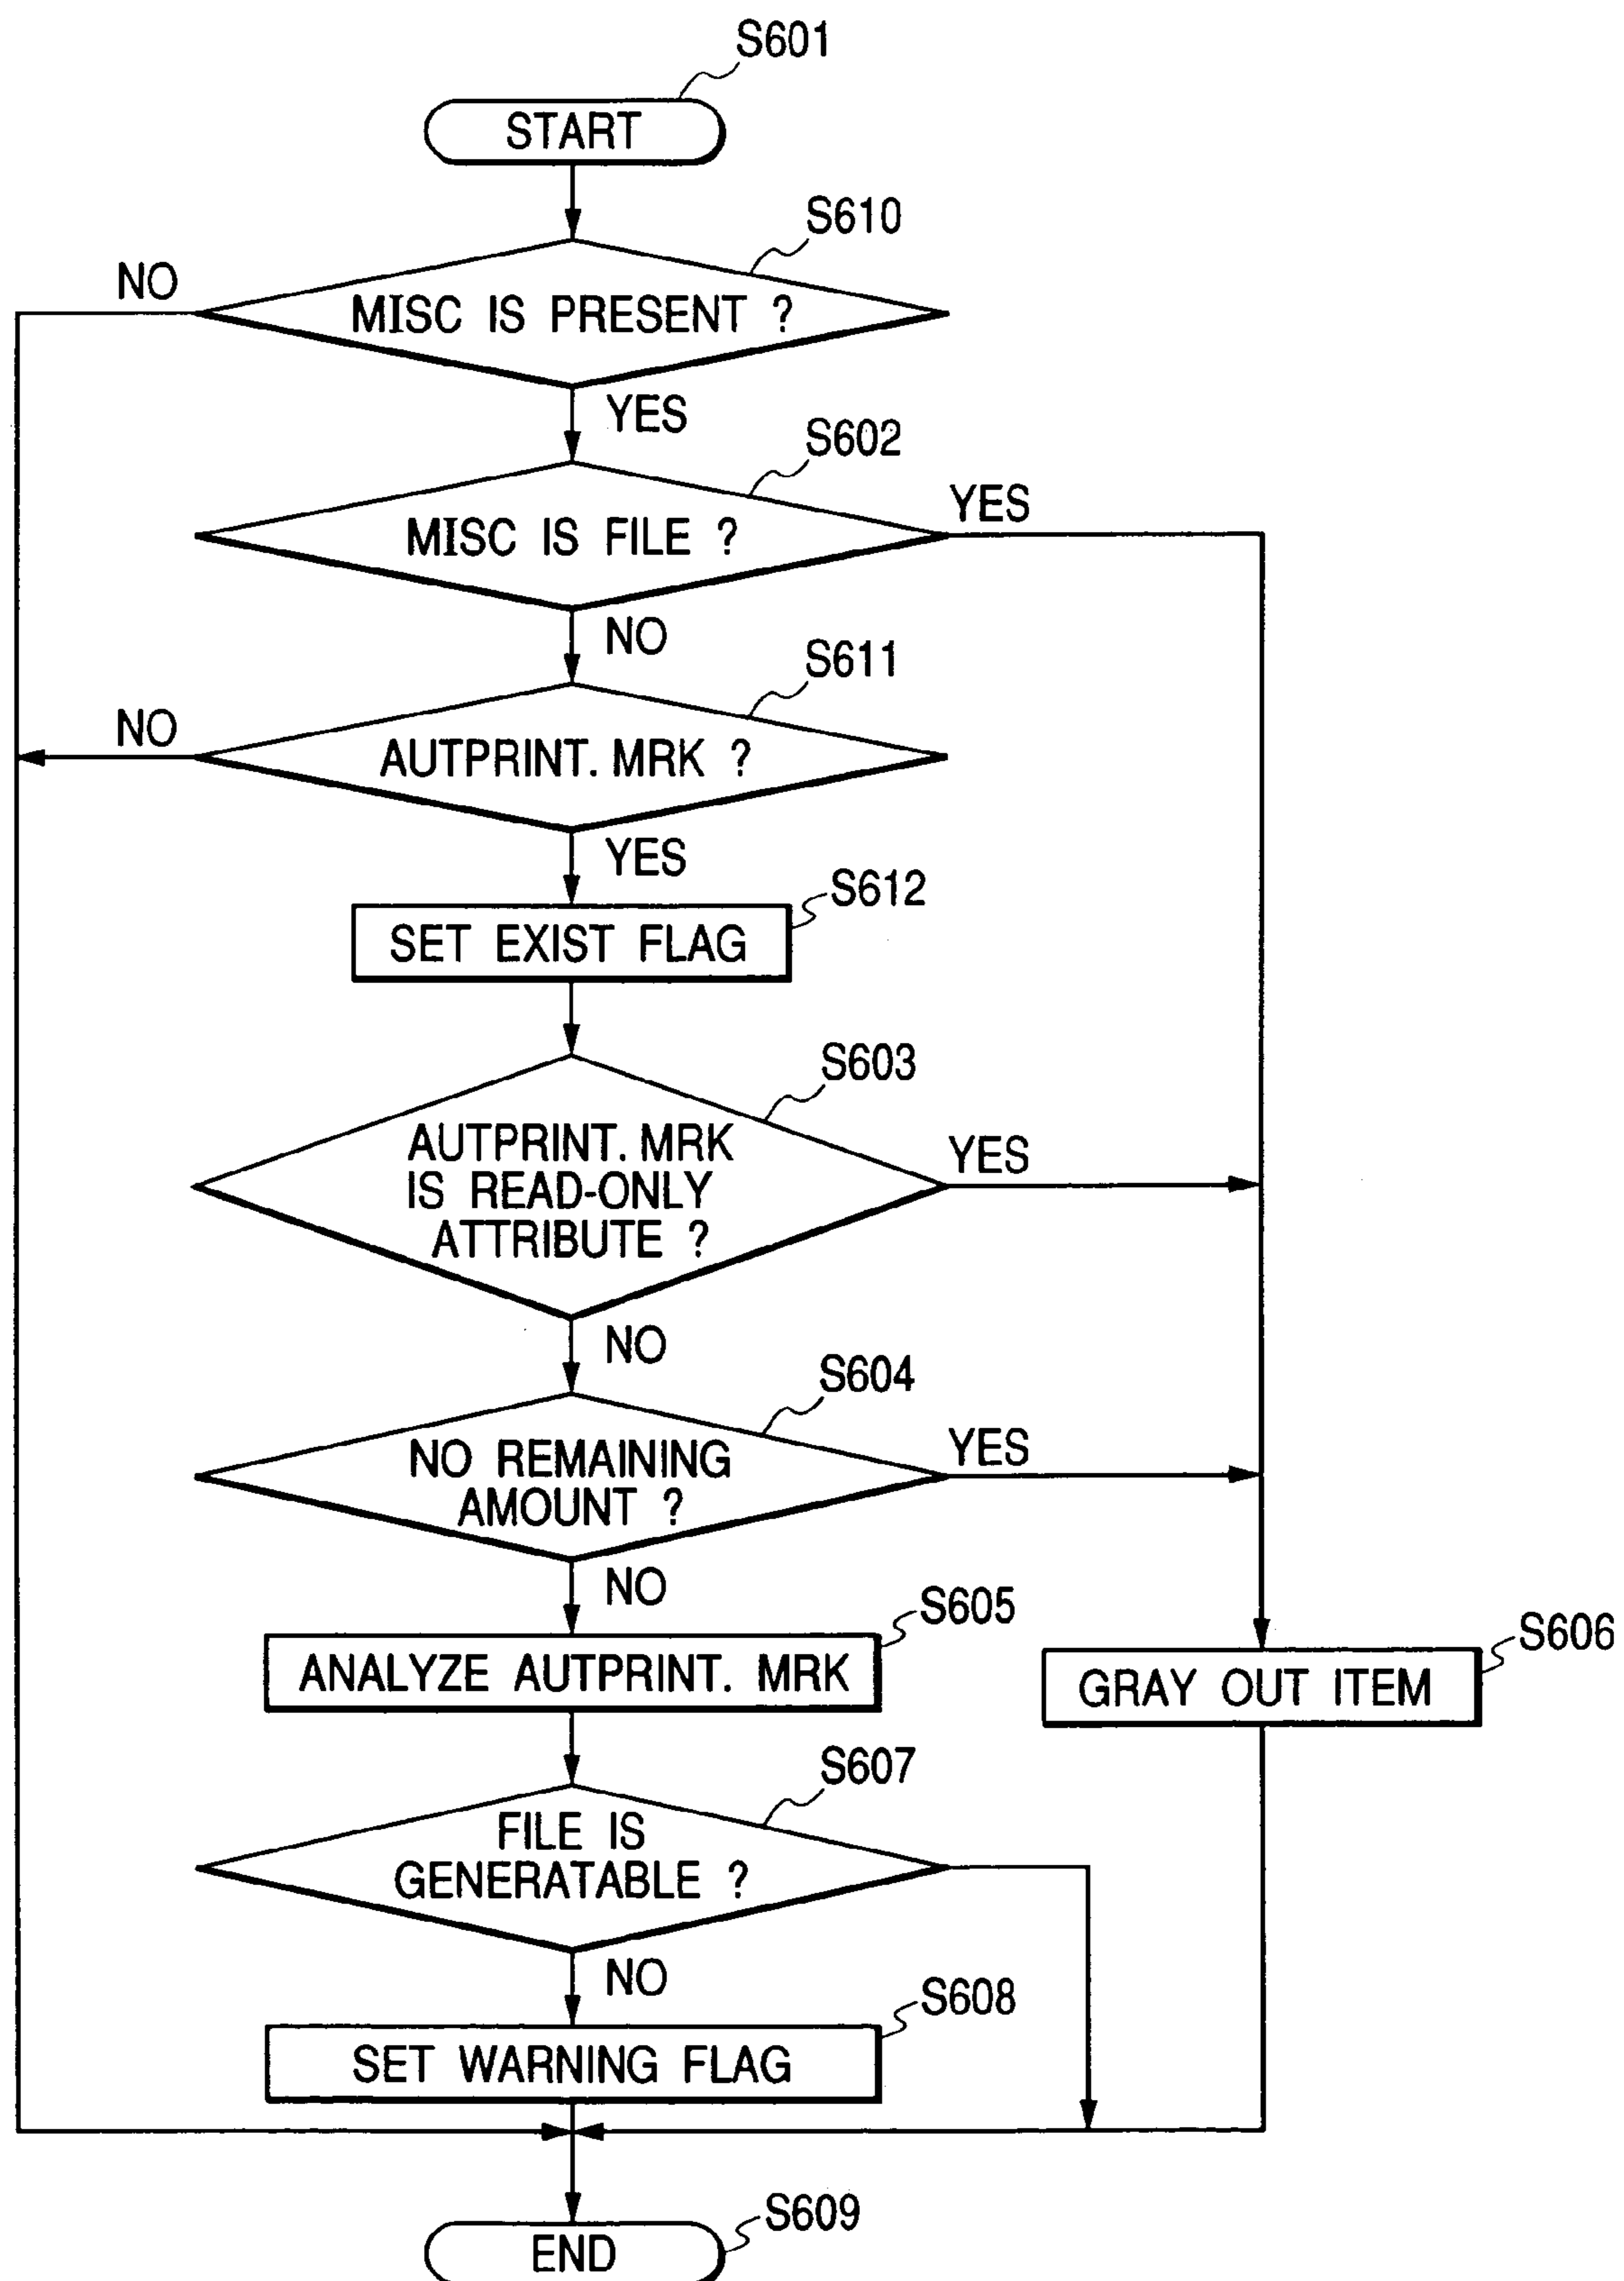 S601
START
S610
NO
MISC IS PRESENT ?
YES
S602
YES
MISC IS FILE ?
NO
S611
NO
AUTPRINT. MRK ?
YES
S612
SET EXIST FLAG
S603
AUTPRINT. MRK
IS READ-ONLY
ATTRIBUTE ?
YES
NO
S604
NO REMAINING
AMOUNT ?
YES
NO
S605
ANALYZE AUTPRINT. MRK
S606
GRAY OUT ITEM
S607
FILE IS
GENERATABLE ?
NO
S608
SET WARNING FLAG
S609
END